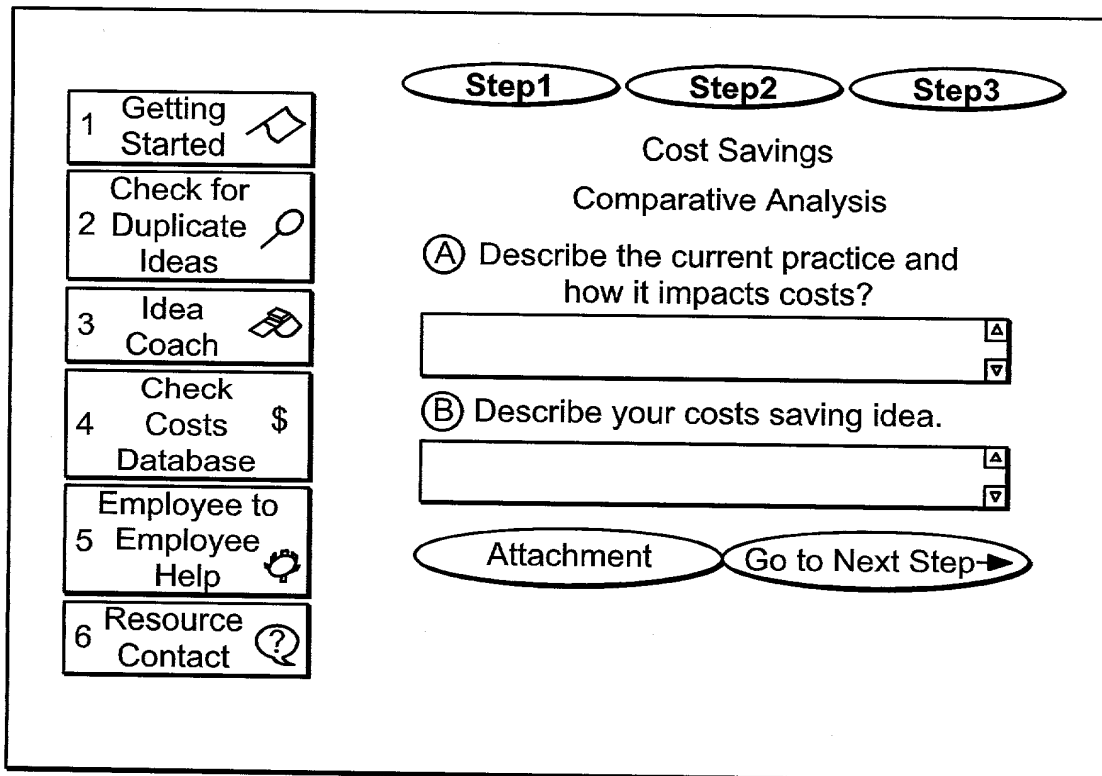 1 Getting
Started
2 Check for
Duplicate
Ideas
3 Idea
Coach
4 Check
Costs $
Database
5 Employee to
Employee
Help
6 Resource
Contact ?
Step1 Step2 Step3
Cost Savings
Comparative Analysis
A Describe the current practice and
how it impacts costs?
B Describe your costs saving idea.
Attachment Go to Next Step